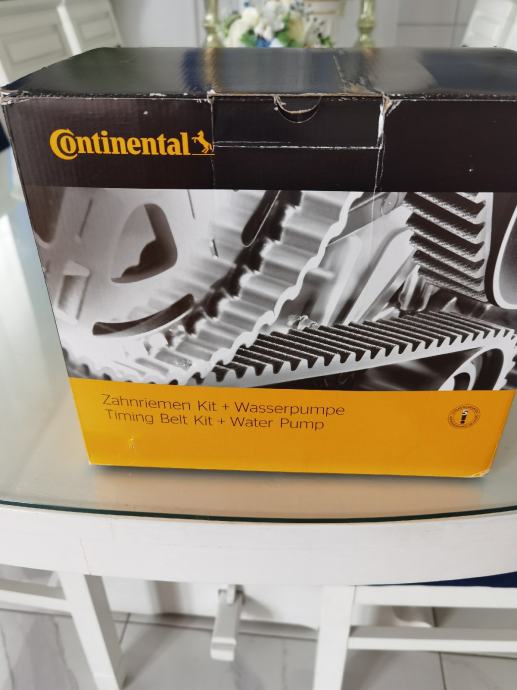 Continental
Zahnriemen Kit + Wasserpumpe
Timing Belt Kit + Water Pump